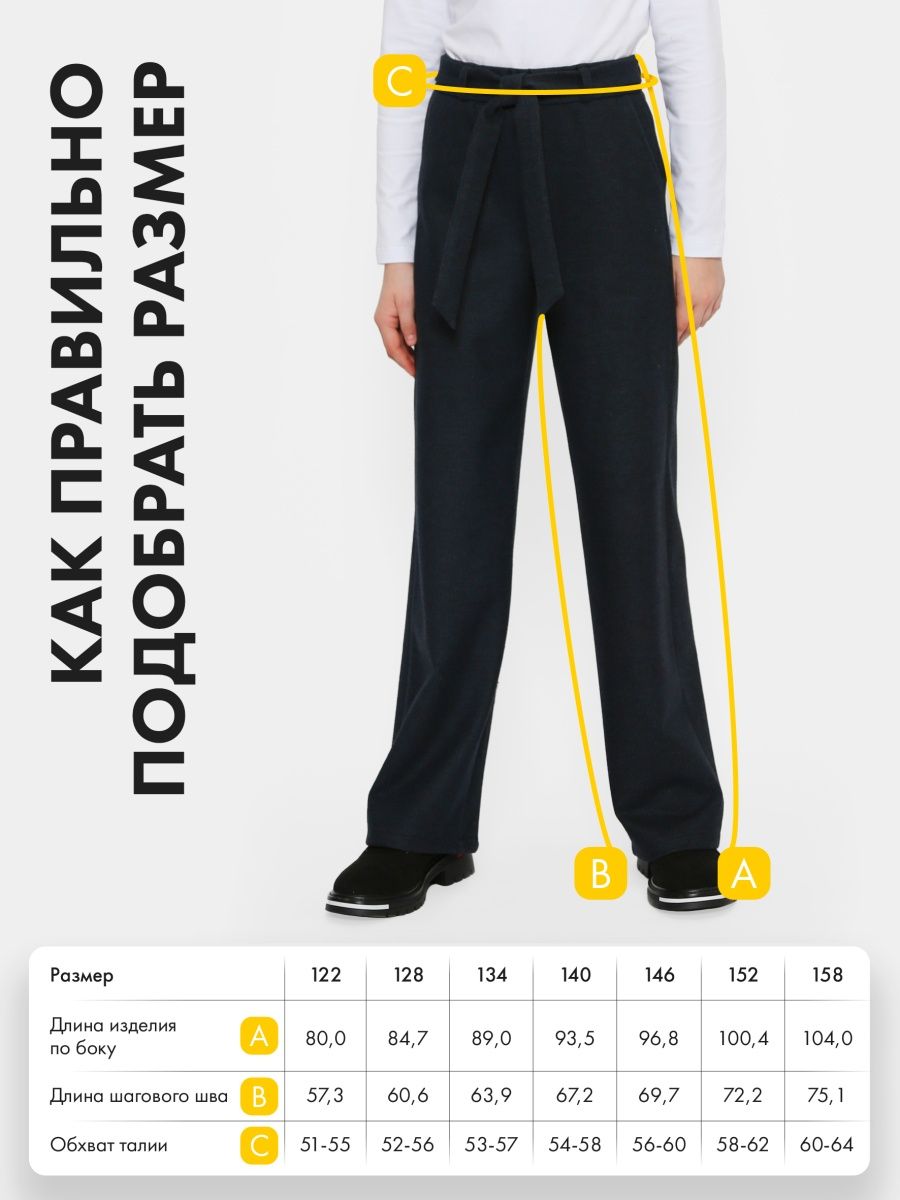 КАК ПРАВИЛЬНО
ПОДОБРАТЬ РАЗМЕР
C
B
A
Размер 122 128 134 140 146 152 158
Длина изделия
по боку A 80,0 84,7 89,0 93,5 96,8 100,4 104,0
Длина шагового шва B 57,3 60,6 63,9 67,2 69,7 72,2 75,1
Обхват талии C 51-55 52-56 53-57 54-58 56-60 58-62 60-64